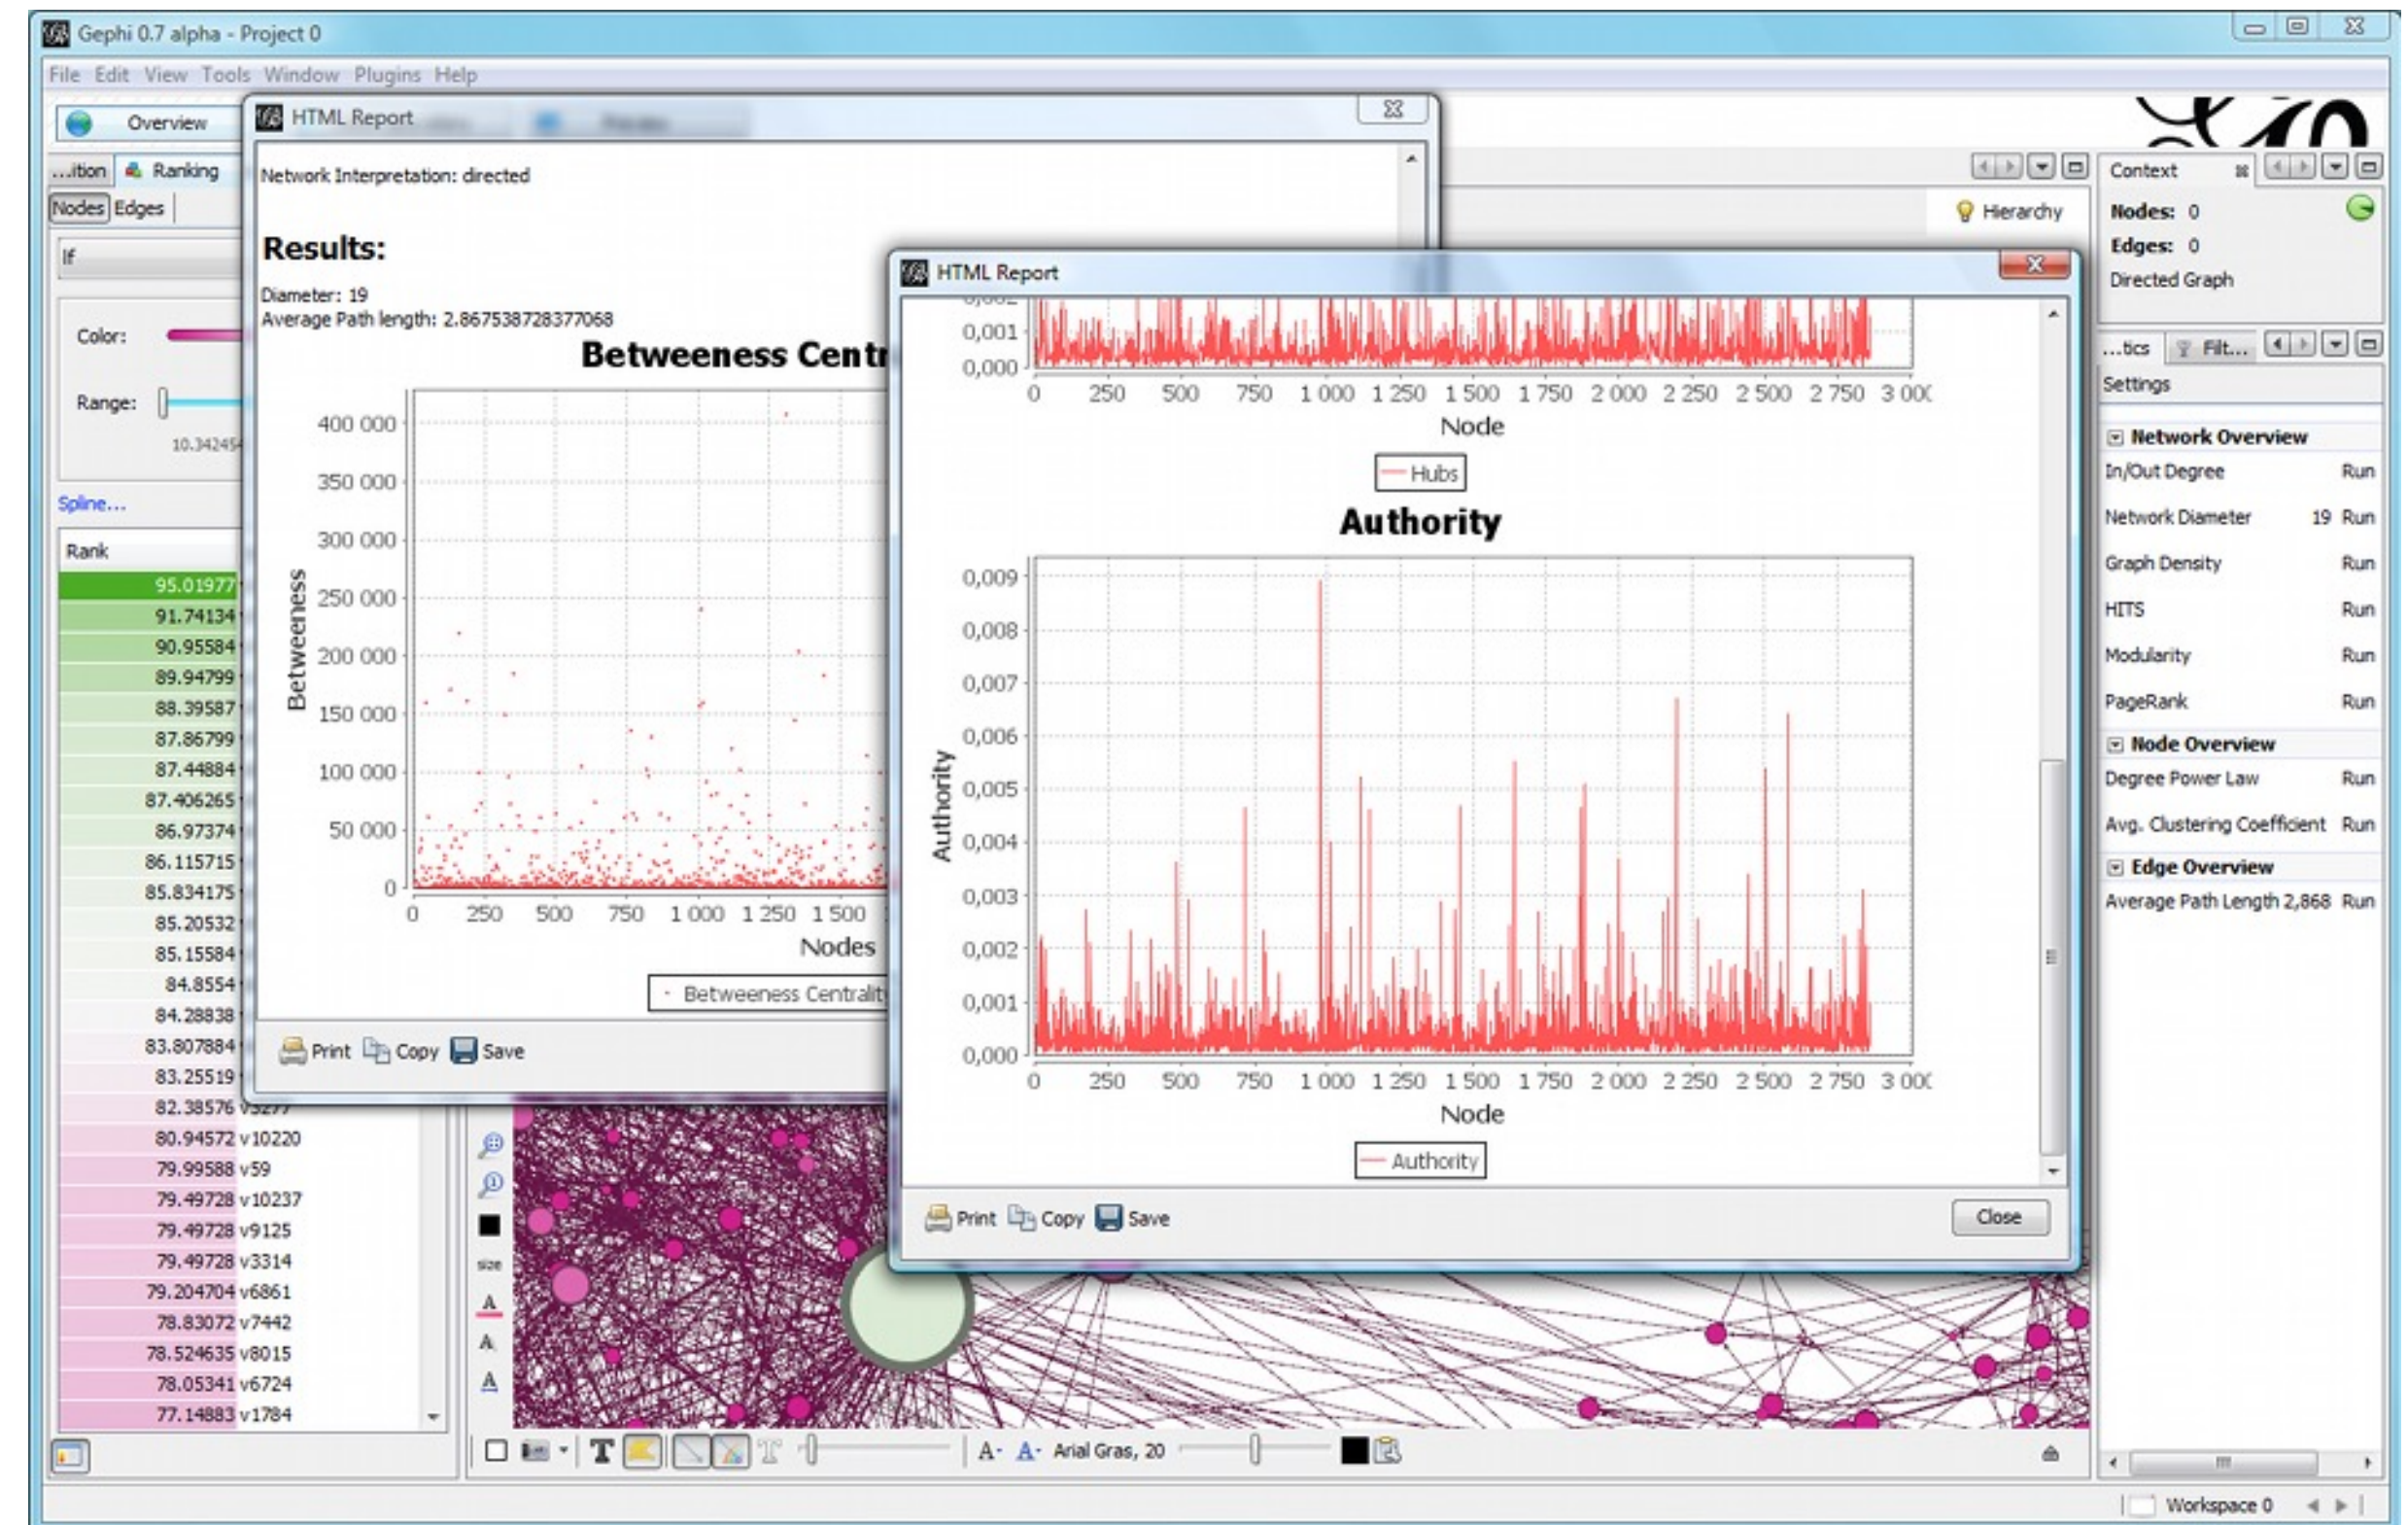 Gephi 0.7 alpha - Project 0
File Edit View Tools Window Plugins Help
Overview
...ition Ranking
Nodes Edges
lf
Color:
Range:
Spline...
Rank
95.01977
91.74134
90.95584
89.94799
88.39587
87.86799
87.44884
87.406265
86.97374
86.115715
85.834175
85.20532
85.15584
84.8554
84.28838
83.807884
83.25519
82.38576 v3277
80.94572 v10220
79.99588 v59
79.49728 v10237
79.49728 v9125
79.49728 v3314
79.204704 v6861
78.83072 v7442
78.524635 v8015
78.05341 v6724
77.14883 v1784
HTML Report
Network Interpretation: directed
Results:
Diameter: 19
Average Path length: 2.867538728377068
Betweeness Centr
400 000
350 000
300 000
250 000
200 000
150 000
100 000
50 000
0
Betweeness
0 250 500 750 1 000 1 250 1 500
Nodes
Betweeness Centrality
Print Copy Save
HTML Report
0,002
0,001
0,000
0 250 500 750 1 000 1 250 1 500 1 750 2 000 2 250 2 500 2 750 3 000
Node
Hubs
Authority
0,009
0,008
0,007
0,006
0,005
0,004
0,003
0,002
0,001
0,000
Authority
0 250 500 750 1 000 1 250 1 500 1 750 2 000 2 250 2 500 2 750 3 000
Node
Authority
Print Copy Save
Close
Hierarchy
Context
Nodes: 0
Edges: 0
Directed Graph
...tics Filt...
Settings
Network Overview
In/Out Degree Run
Network Diameter 19 Run
Graph Density Run
HITS Run
Modularity Run
PageRank Run
Node Overview
Degree Power Law Run
Avg. Clustering Coefficient Run
Edge Overview
Average Path Length 2,868 Run
size
A
A
A
T T A- A- Arial Gras, 20
Workspace 0